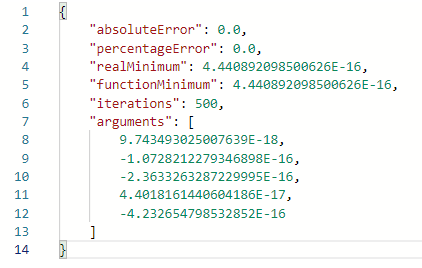 1 {
2 "absoluteError": 0.0,
3 "percentageError": 0.0,
4 "realMinimum": 4.440892098500626E-16,
5 "functionMinimum": 4.440892098500626E-16,
6 "iterations": 500,
7 "arguments": [
8 9.743493025007639E-18,
9 -1.0728212279346898E-16,
10 -2.3633263287229995E-16,
11 4.4018161440604186E-17,
12 -4.232654798532852E-16
13 ]
14 }